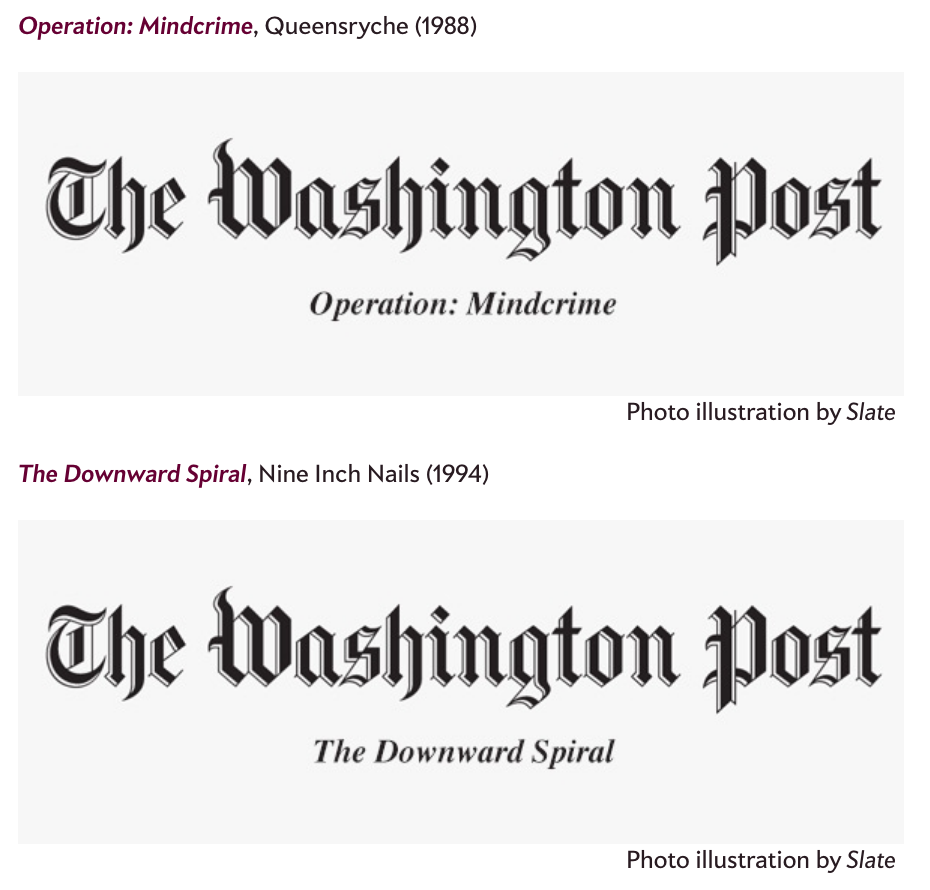 Operation: Mindcrime, Queensryche (1988)
The Washington Post
Operation: Mindcrime
Photo illustration by Slate
The Downward Spiral, Nine Inch Nails (1994)
The Washington Post
The Downward Spiral
Photo illustration by Slate